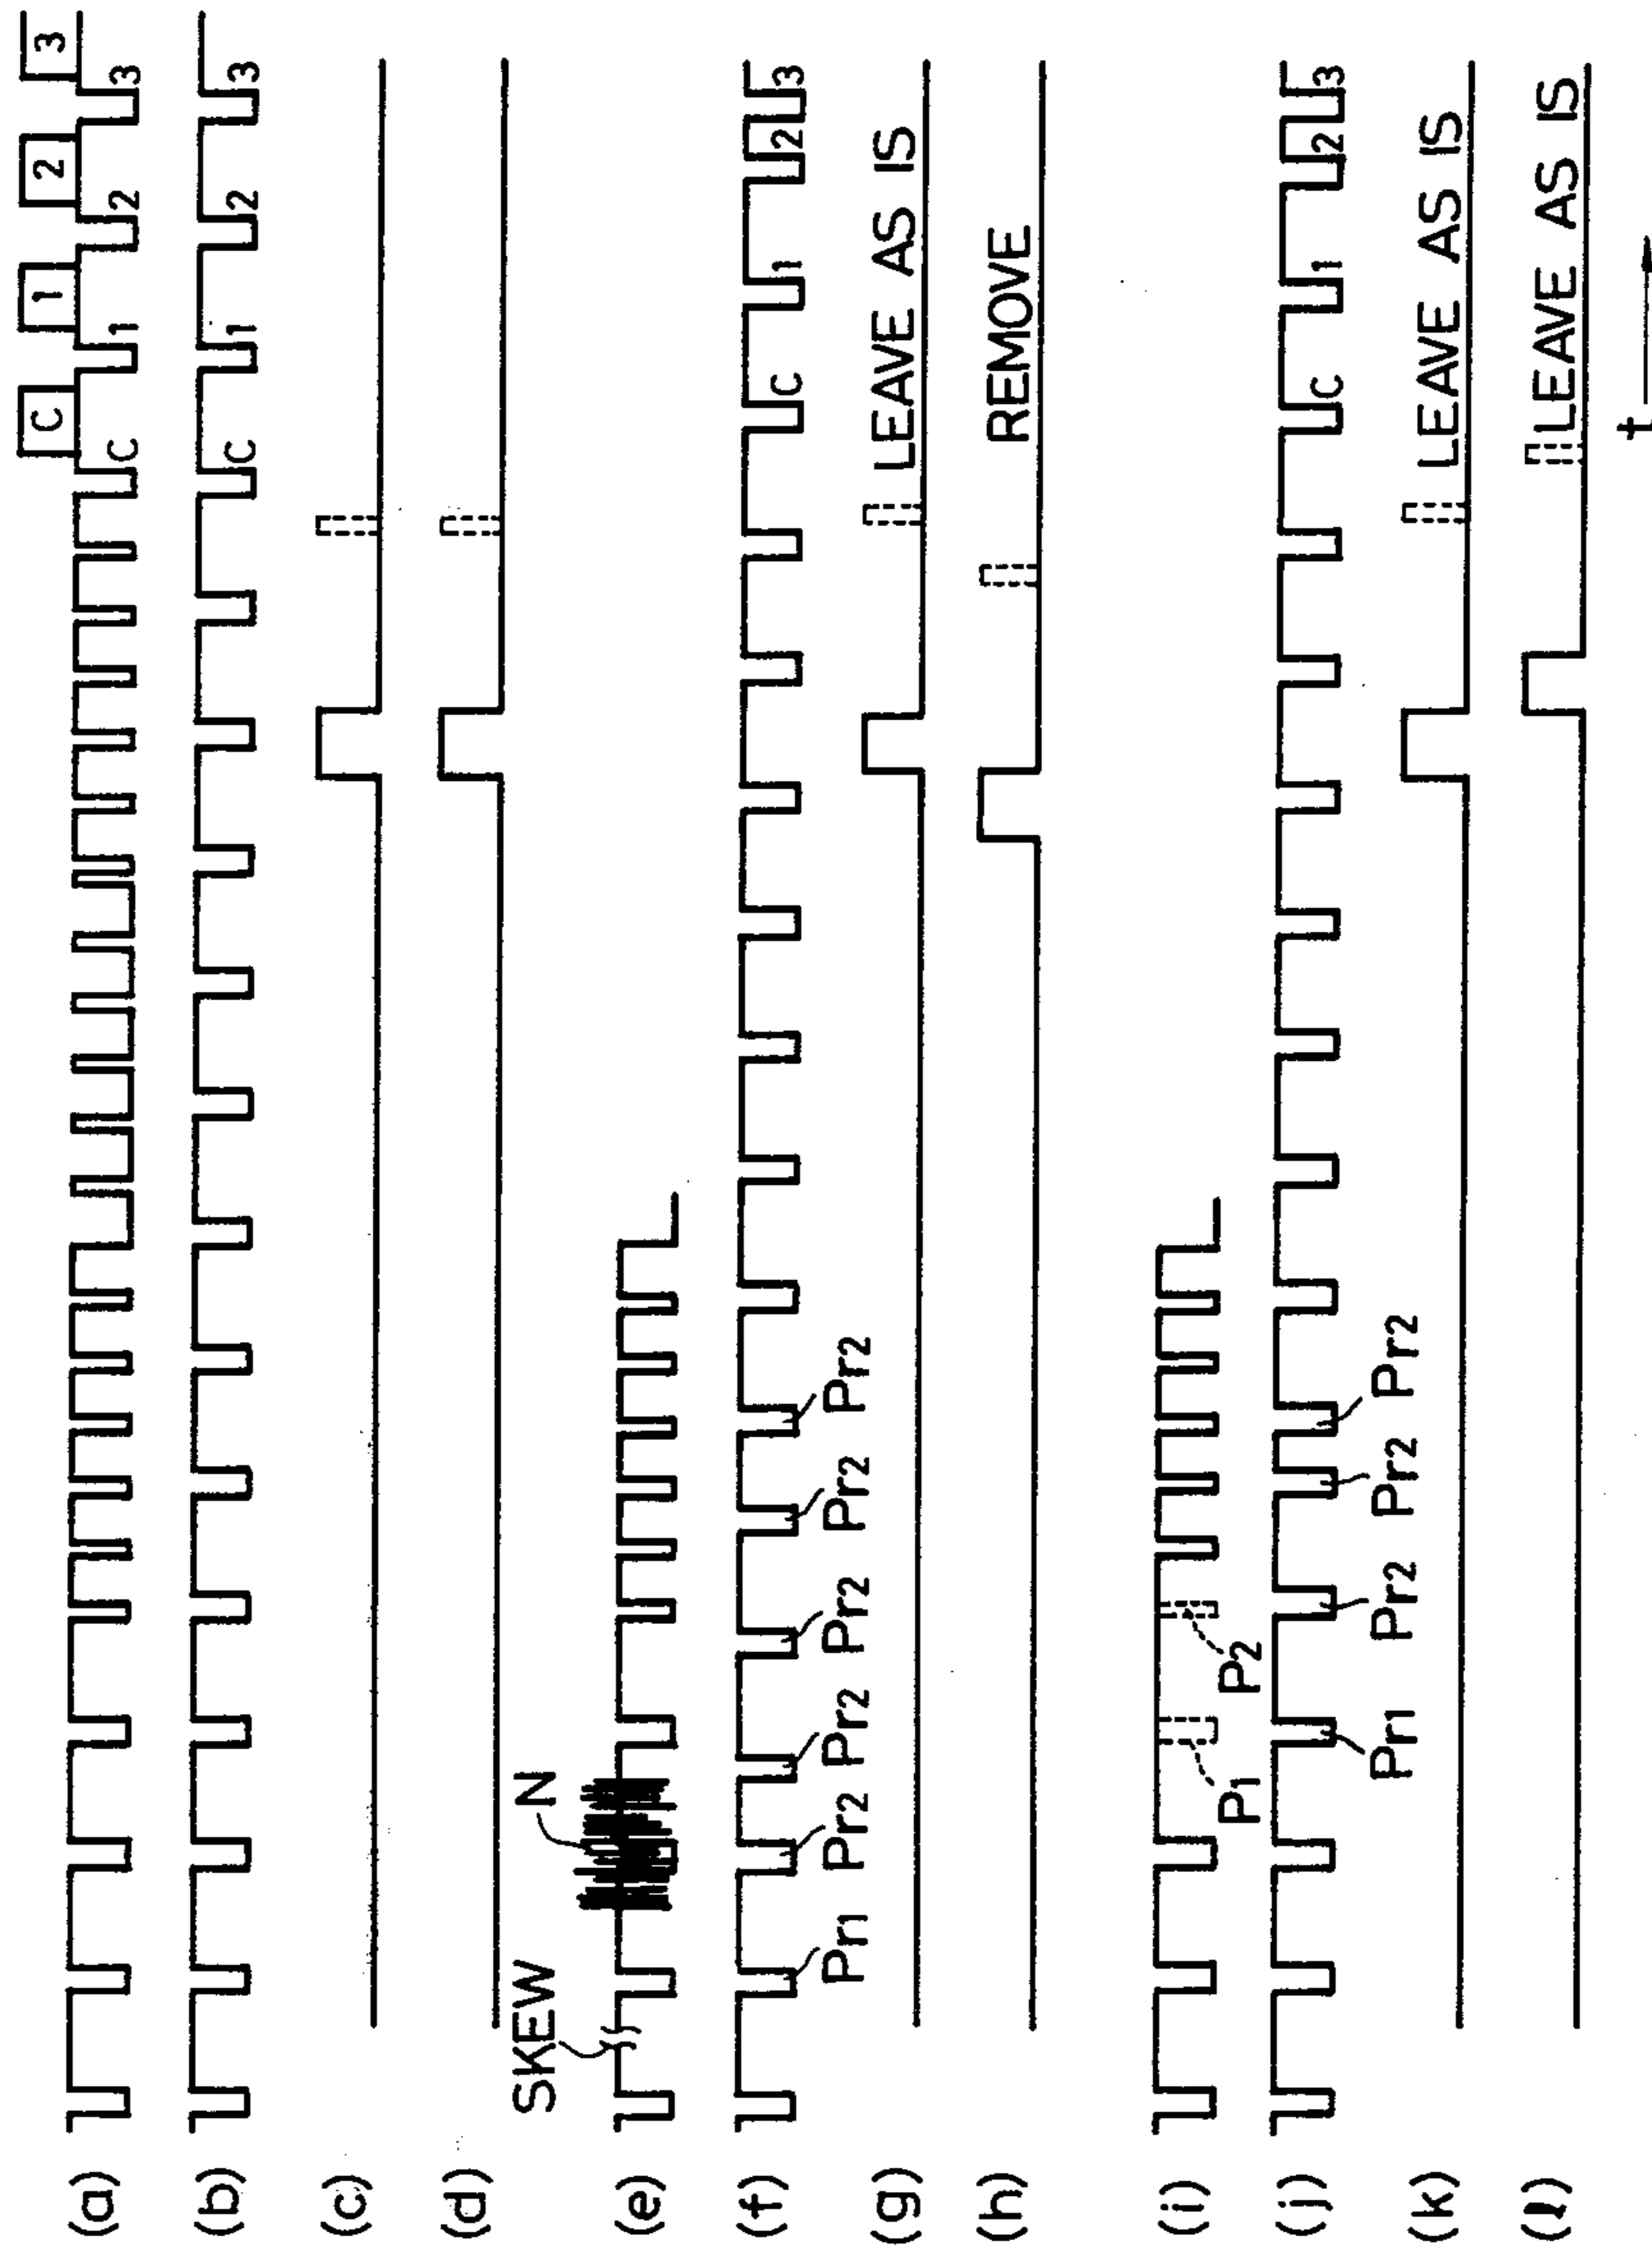 (a) C 1 2 3
C 1 2 3
(b) C 1 2 3
(c)
(d)
SKEW N
(e)
(f) C 1 2 3
Pr1 Pr2 Pr2 Pr2 Pr2 Pr2
(g) LEAVE AS IS
(h) REMOVE
(i)
P1 P2
(j) C 1 2 3
Pr1 Pr2 Pr2 Pr2
(k) LEAVE AS IS
(l) LEAVE AS IS
t